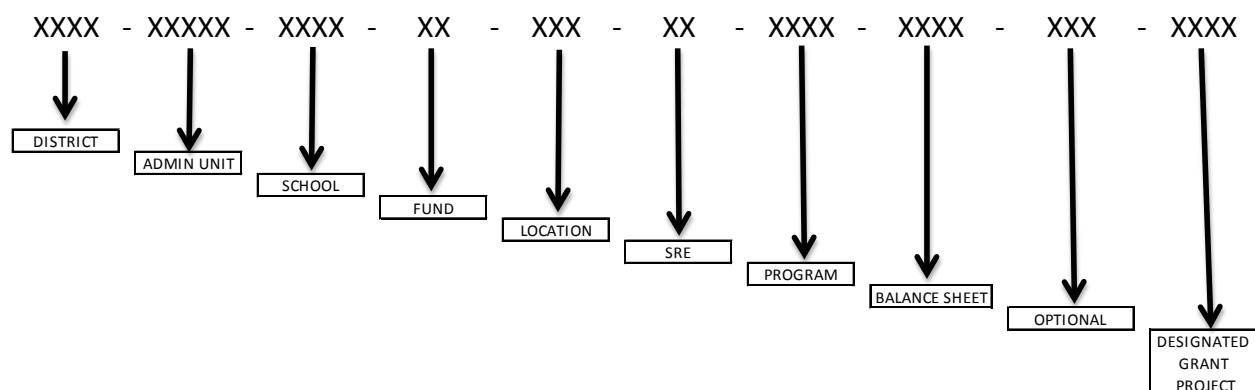 XXXX - XXXXX - XXXX - XX - XXX - XX - XXXX - XXXX - XXX - XXXX
DISTRICT
ADMIN UNIT
SCHOOL
FUND
LOCATION
SRE
PROGRAM
BALANCE SHEET
OPTIONAL
DESIGNATED
GRANT
PROJECT